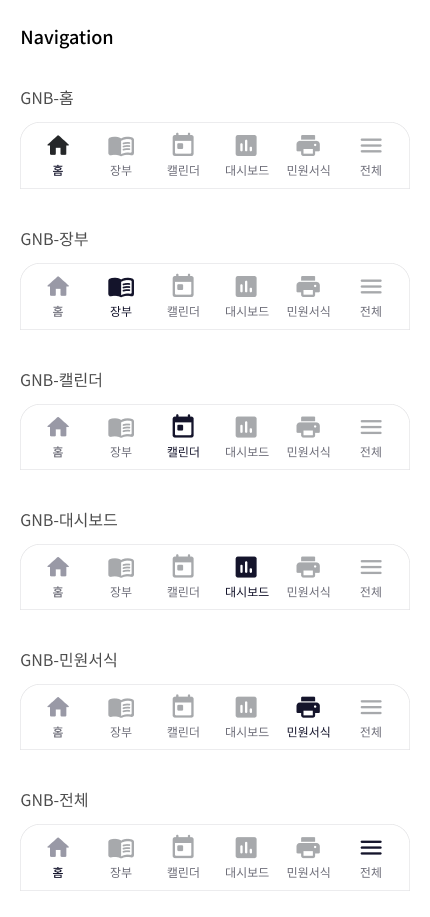 Navigation
GNB-홈
홈 장부 캘린더 대시보드 민원서식 전체
GNB-장부
홈 장부 캘린더 대시보드 민원서식 전체
GNB-캘린더
홈 장부 캘린더 대시보드 민원서식 전체
GNB-대시보드
홈 장부 캘린더 대시보드 민원서식 전체
GNB-민원서식
홈 장부 캘린더 대시보드 민원서식 전체
GNB-전체
홈 장부 캘린더 대시보드 민원서식 전체